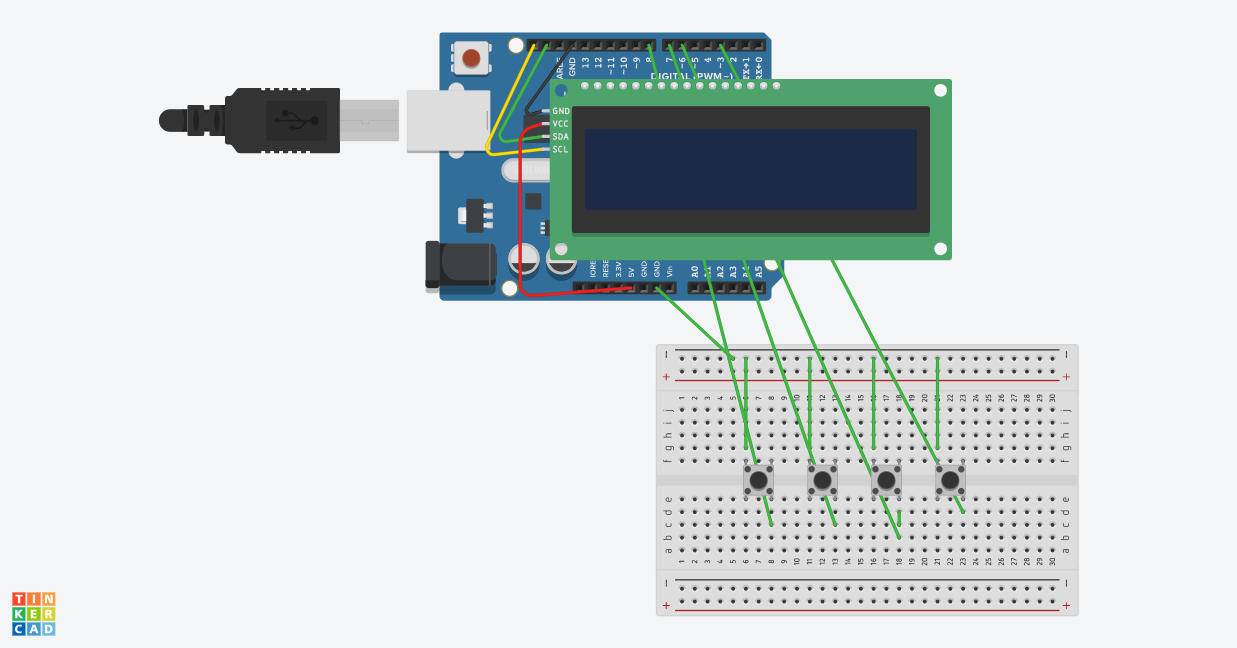 AREF
GND
13
12
~11
~10
~9
8
7
~6
~5
4
~3
2
TX→1
RX←0
DIGITAL (PWM~)
GND
VCC
SDA
SCL
IORE
RESE
3.3V
5V
GND
GND
Vin
A0
A1
A2
A3
A4
A5
− −
+ +
1 2 3 4 5 6 7 8 9 10 11 12 13 14 15 16 17 18 19 20 21 22 23 24 25 26 27 28 29 30
j j
i i
h h
g g
f f
e e
d d
c c
b b
a a
1 2 3 4 5 6 7 8 9 10 11 12 13 14 15 16 17 18 19 20 21 22 23 24 25 26 27 28 29 30
− −
+ +
TIN
KER
CAD